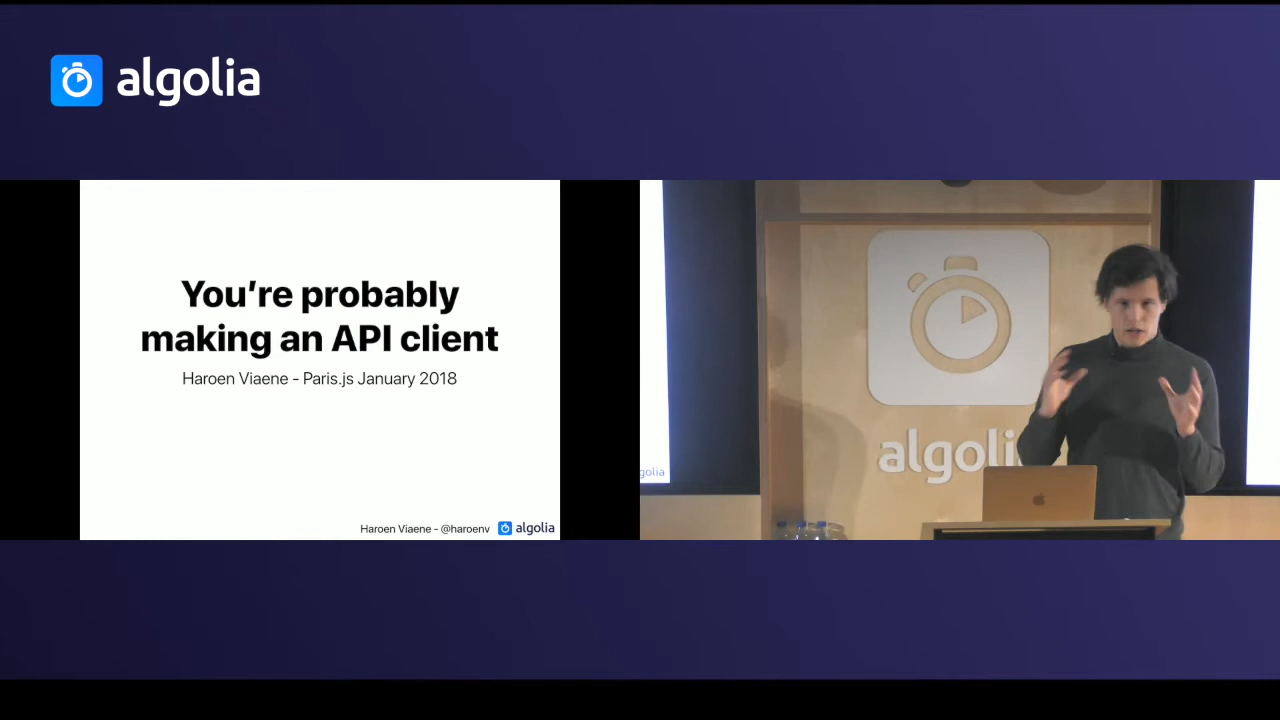 algolia
You're probably
making an API client
Haroen Viaene - Paris.js January 2018
Haroen Viaene - @haroenv algolia
golia
algoli